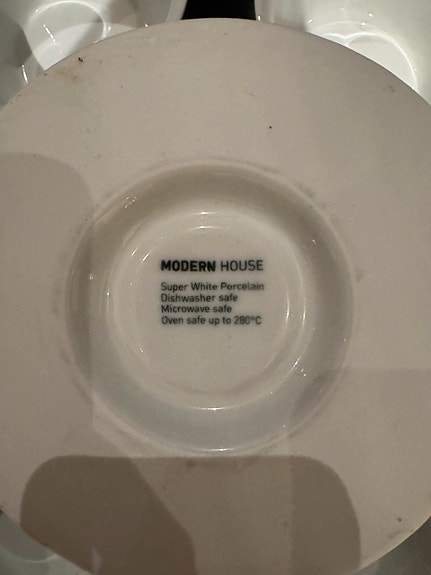 MODERN HOUSE
Super White Porcelain
Dishwasher safe
Microwave safe
Oven safe up to 280°C